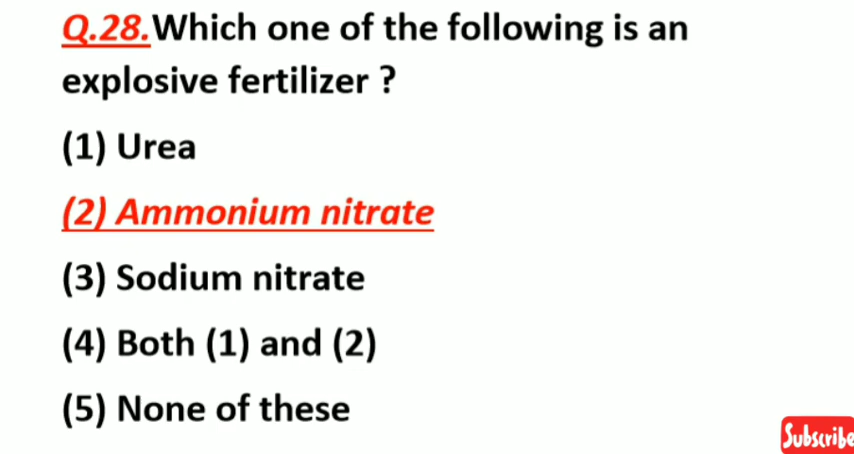 Q.28.Which one of the following is an
explosive fertilizer ?
(1) Urea
(2) Ammonium nitrate
(3) Sodium nitrate
(4) Both (1) and (2)
(5) None of these
Subscribe